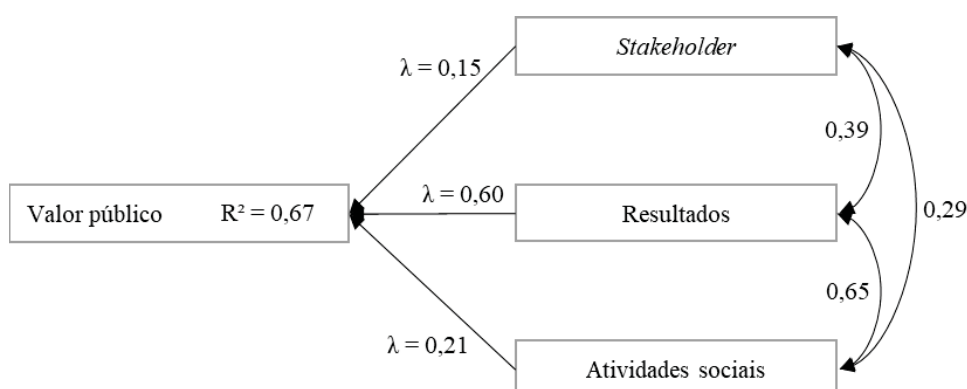 Stakeholder
λ = 0,15
0,39
Valor público R² = 0,67
λ = 0,60
Resultados
0,29
0,65
λ = 0,21
Atividades sociais